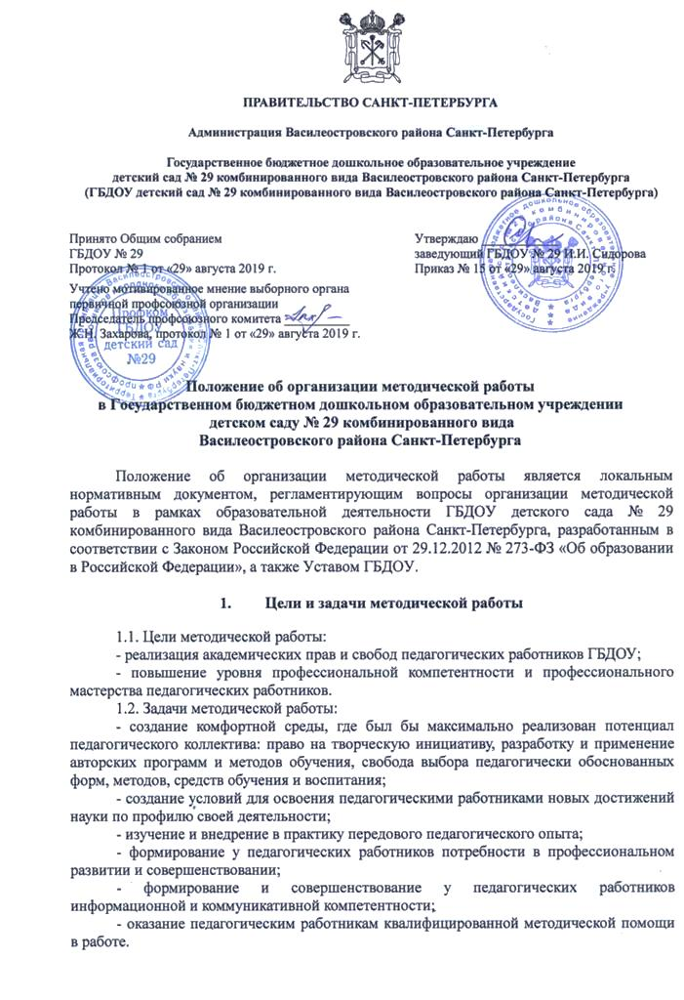 ПРАВИТЕЛЬСТВО САНКТ-ПЕТЕРБУРГА
Администрация Василеостровского района Санкт-Петербурга
Государственное бюджетное дошкольное образовательное учреждение
детский сад № 29 комбинированного вида Василеостровского района Санкт-Петербурга
(ГБДОУ детский сад № 29 комбинированного вида Василеостровского района Санкт-Петербурга)
Принято Общим собранием
ГБДОУ № 29
Протокол № 1 от «29» августа 2019 г.
Утверждаю
заведующий ГБДОУ № 29 И.И. Сидорова
Приказ № 15 от «29» августа 2019 г.
Учтено мотивированное мнение выборного органа
первичной профсоюзной организации
Председатель профсоюзного комитета
Ж.Н. Захарова, протокол № 1 от «29» августа 2019 г.
Профком
ГБДОУ
детский сад
№29
Положение об организации методической работы
в Государственном бюджетном дошкольном образовательном учреждении
детском саду № 29 комбинированного вида
Василеостровского района Санкт-Петербурга
Положение об организации методической работы является локальным
нормативным документом, регламентирующим вопросы организации методической
работы в рамках образовательной деятельности ГБДОУ детского сада № 29
комбинированного вида Василеостровского района Санкт-Петербурга, разработанным в
соответствии с Законом Российской Федерации от 29.12.2012 № 273-ФЗ «Об образовании
в Российской Федерации», а также Уставом ГБДОУ.
1. Цели и задачи методической работы
1.1. Цели методической работы:
- реализация академических прав и свобод педагогических работников ГБДОУ;
- повышение уровня профессиональной компетентности и профессионального
мастерства педагогических работников.
1.2. Задачи методической работы:
- создание комфортной среды, где был бы максимально реализован потенциал
педагогического коллектива: право на творческую инициативу, разработку и применение
авторских программ и методов обучения, свобода выбора педагогически обоснованных
форм, методов, средств обучения и воспитания;
- создание условий для освоения педагогическими работниками новых достижений
науки по профилю своей деятельности;
- изучение и внедрение в практику передового педагогического опыта;
- формирование у педагогических работников потребности в профессиональном
развитии и совершенствовании;
- формирование и совершенствование у педагогических работников
информационной и коммуникативной компетентности;
- оказание педагогическим работникам квалифицированной методической помощи
в работе.